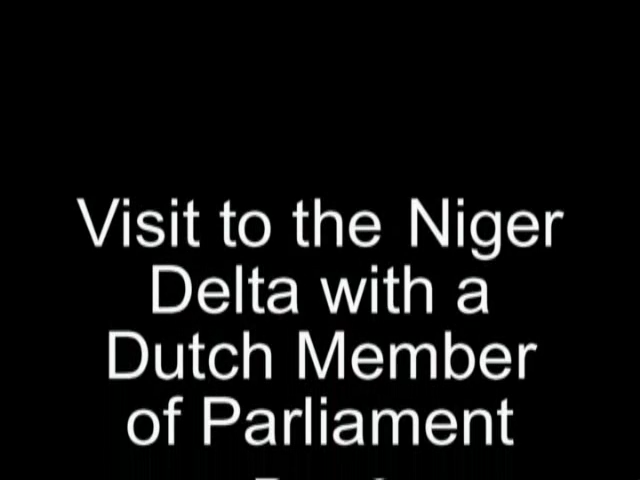 Visit to the Niger
Delta with a
Dutch Member
of Parliament